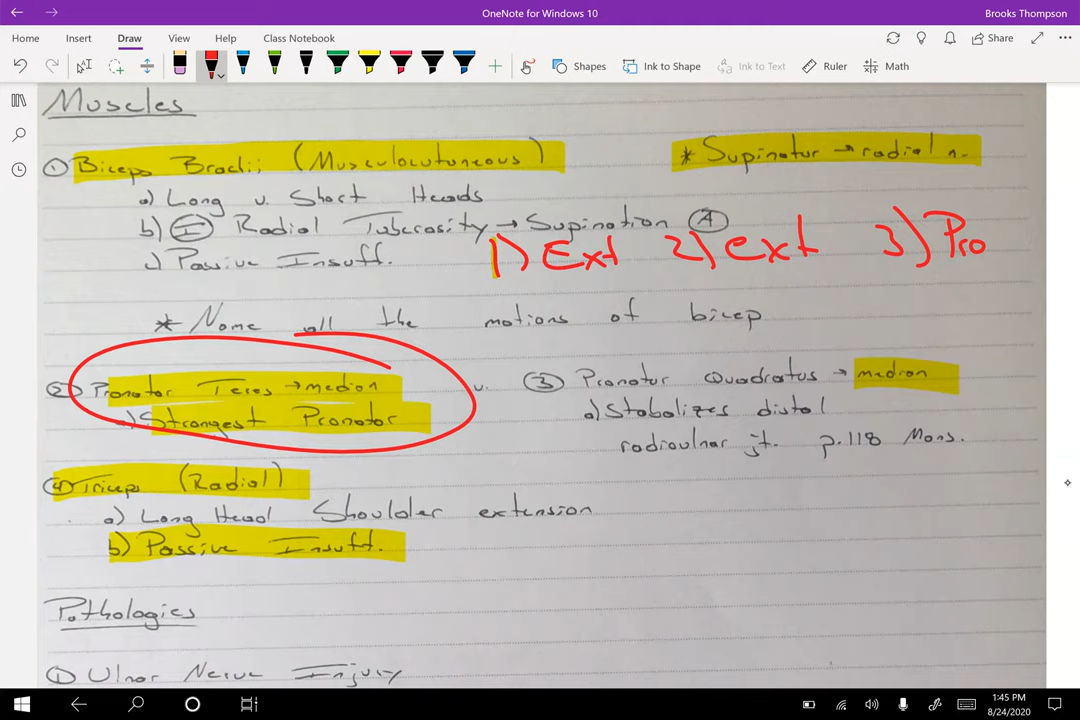 OneNote for Windows 10
Brooks Thompson
Home Insert Draw View Help Class Notebook
Share
Shapes Ink to Shape Ink to Text Ruler Math
Muscles
① Biceps Bracii (Musculocutaneous) * Supinator → radial n.
a) Long v. Short Heads
b) Ⓘ Radial Tuberosity → Supination Ⓐ
c) Passive Insuff.
1) Ext 2) ext 3) Pro
* Name all the motions of bicep
② Pronator Teres → median v. ③ Pronator Quadratus → median
a) Strongest Pronator
a) Stabolizes distal
radioulnar jt. p.118 Mans.
④ Tricep (Radial)
a) Long Head Shoulder extension
b) Passive Insuff.
Pathologies
① Ulnar Nerve Injury
1:45 PM
8/24/2020